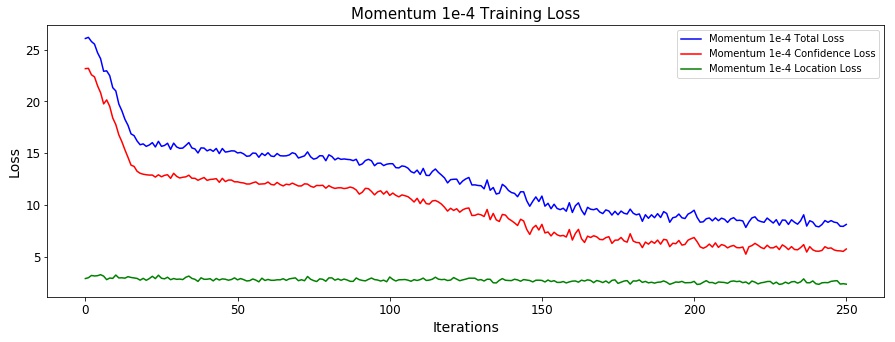 Momentum 1e-4 Training Loss
Momentum 1e-4 Total Loss
Momentum 1e-4 Confidence Loss
Momentum 1e-4 Location Loss
Loss
25
20
15
10
5
0 50 100 150 200 250
Iterations